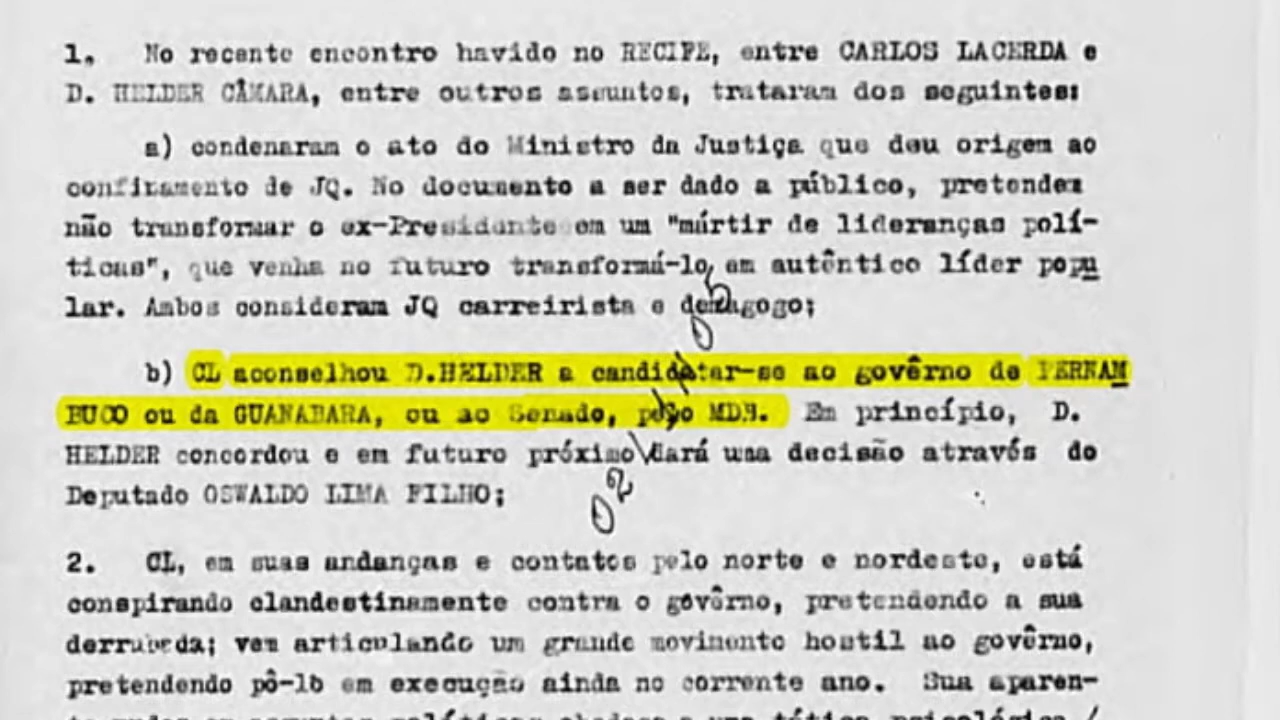 1. No recente encontro havido no RECIFE, entre CARLOS LACERDA e
D. HELDER CÂMARA, entre outros assuntos, trataram dos seguintes:
a) condenaram o ato do Ministro da Justiça que deu origem ao
confinamento de JQ. No documento a ser dado a público, pretendem
não transformar o ex-Presidente em um "mártir de lideranças polí-
ticas", que venha no futuro transformá-lo em autêntico líder popu
lar. Ambos consideram JQ carreirista e demagogo;
b) CL aconselhou D.HELDER a candidatar-se ao govêrno de PERNAM
BUCO ou da GUANABARA, ou ao Senado, pelo MDB. Em princípio, D.
HELDER concordou e em futuro próximo dará uma decisão através do
Deputado OSWALDO LIMA FILHO;
2. CL, em suas andanças e contatos pelo norte e nordeste, está
conspirando clandestinamente contra o govêrno, pretendendo a sua
derrubada; vem articulando um grande movimento hostil ao govêrno,
pretendendo pô-lo em execução ainda no corrente ano. Sua aparen-